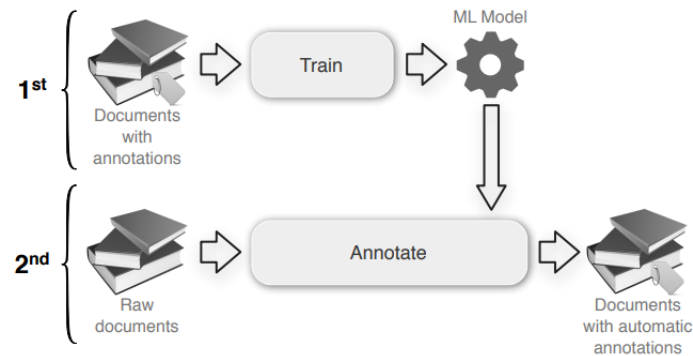 ML Model
1st
Train
Documents
with
annotations
2nd
Annotate
Raw
documents
Documents
with automatic
annotations